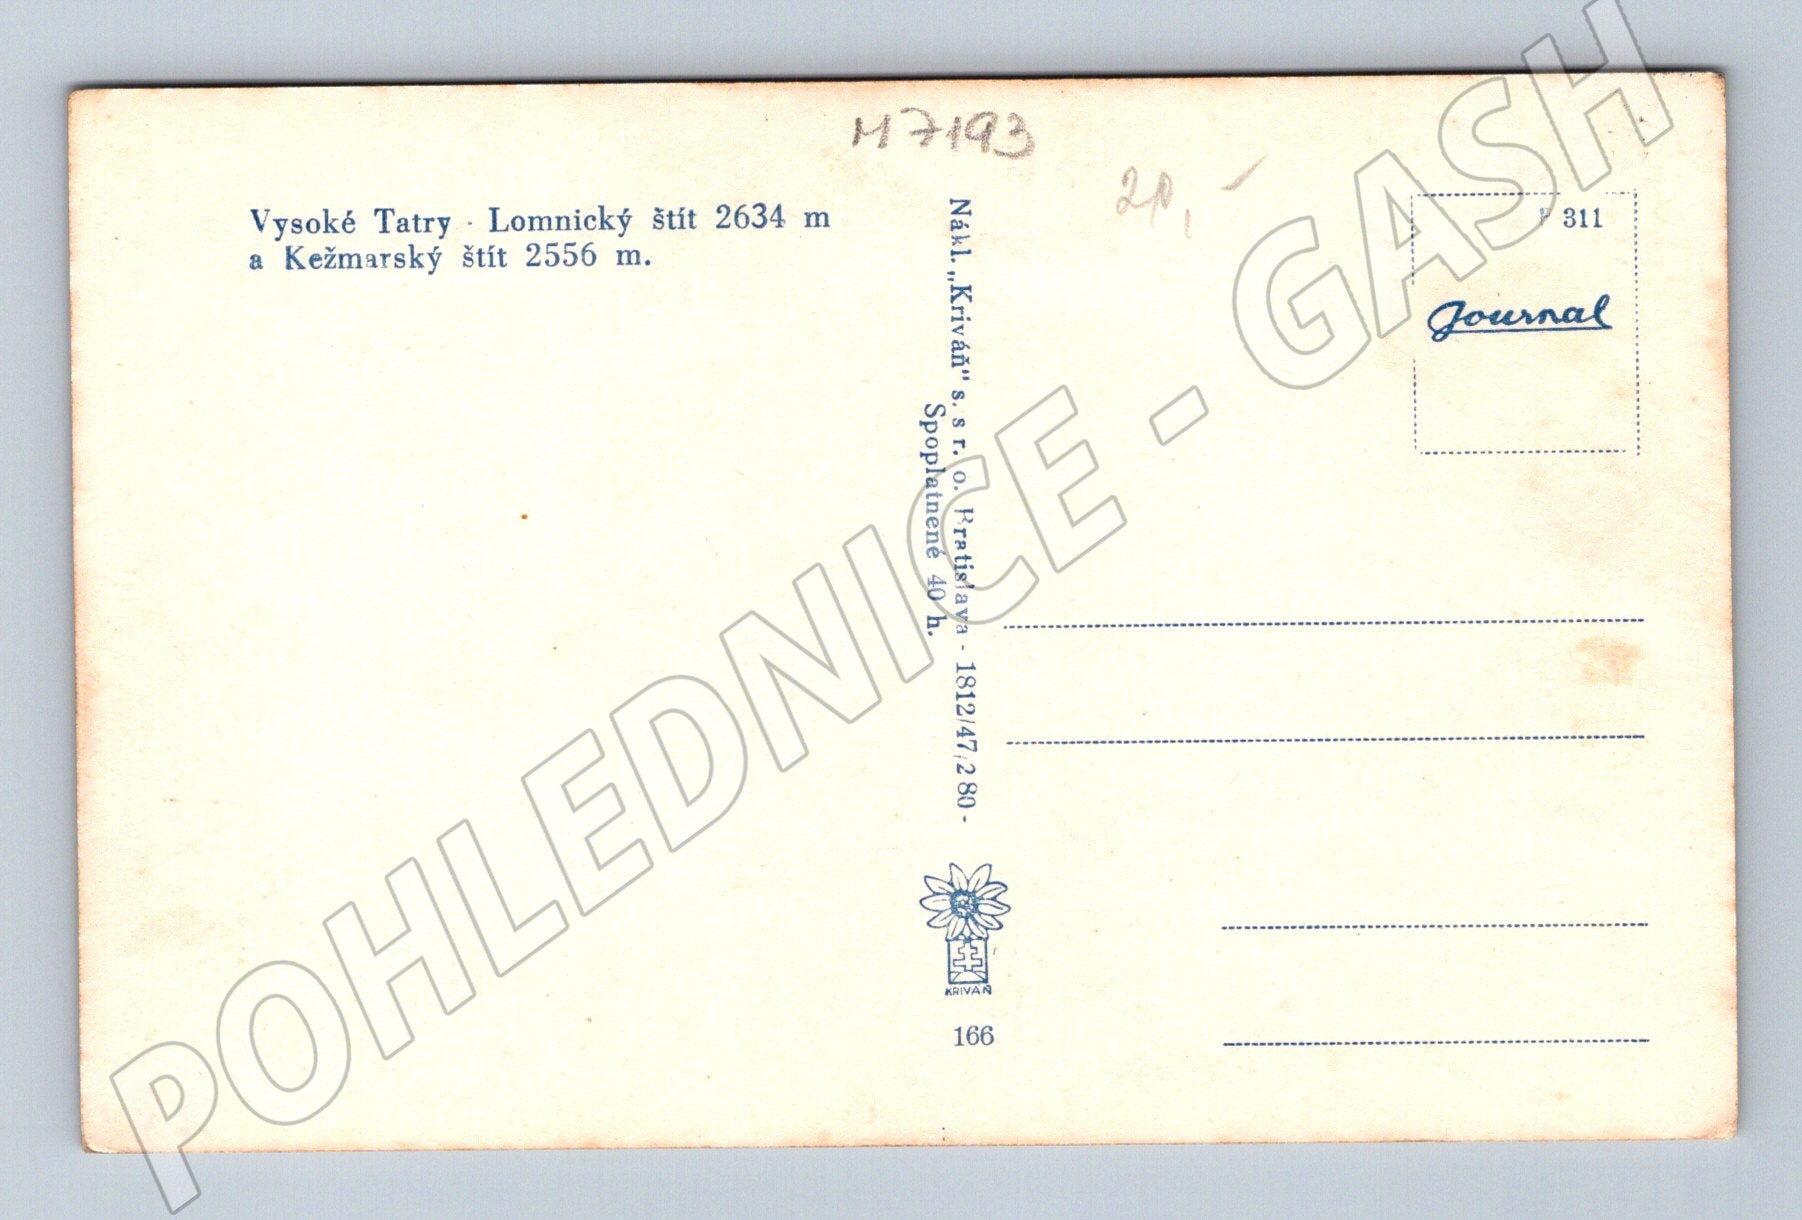 M7193
20,-
Vysoké Tatry - Lomnický štít 2634 m
a Kežmarský štít 2556 m.
Nákl. „Kriváň" s. s r. o. Bratislava - 1812/47/280 -
Spoplatnené 40 h.
F 311
Journal
KRIVÁŇ
166
POHLEDNICE - GASH